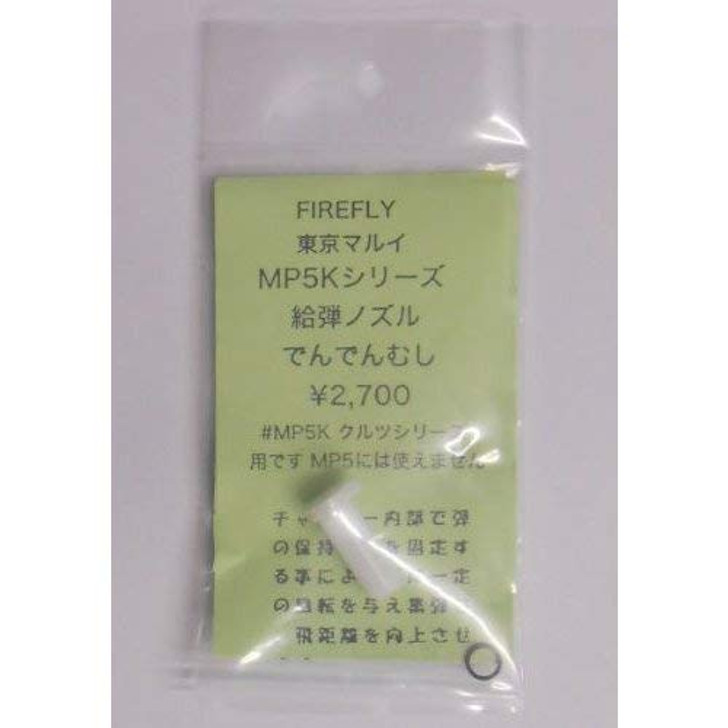 FIREFLY
東京マルイ
MP5Kシリーズ
給弾ノズル
でんでんむし
¥2,700
#MP5K クルツシリーズ
用です MP5には使えません
チャ ー内部で弾
の保持 を固定す
る事によ 一定
の回転を与え集弾
飛距離を向上させ